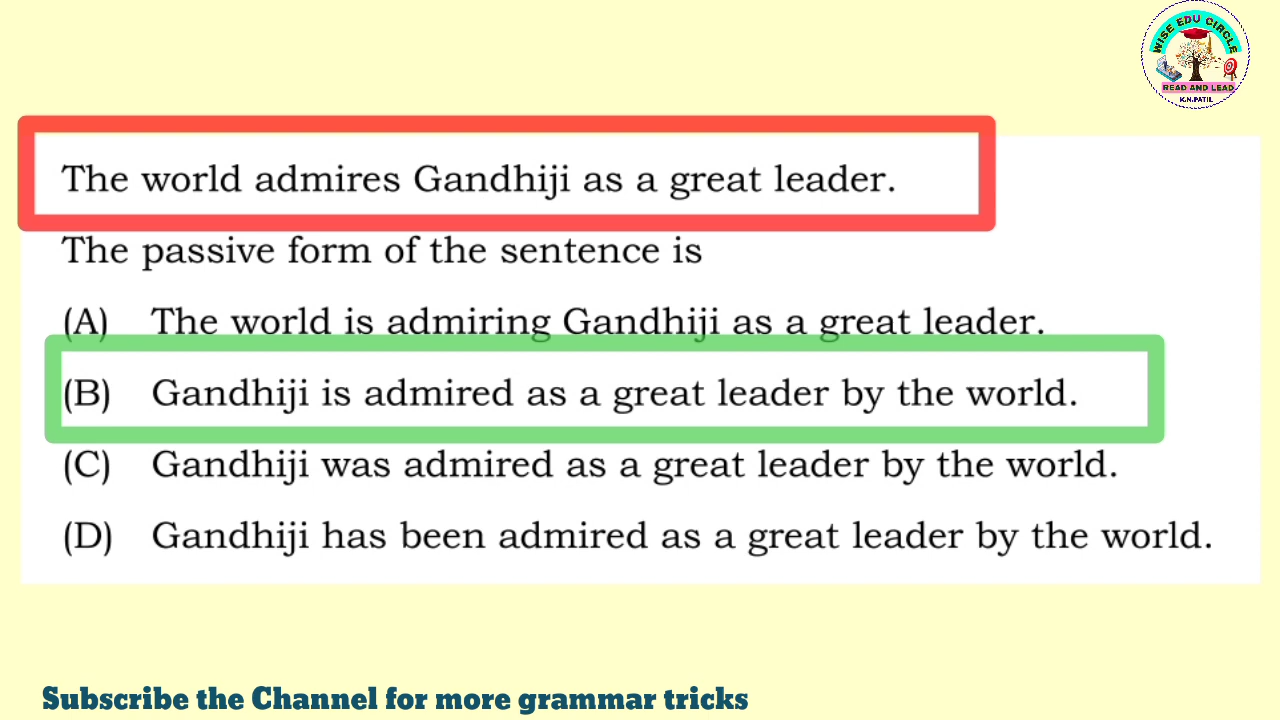 WISE EDU CIRCLE
READ AND LEAD
K.N.PATIL
The world admires Gandhiji as a great leader.
The passive form of the sentence is
(A) The world is admiring Gandhiji as a great leader.
(B) Gandhiji is admired as a great leader by the world.
(C) Gandhiji was admired as a great leader by the world.
(D) Gandhiji has been admired as a great leader by the world.
Subscribe the Channel for more grammar tricks